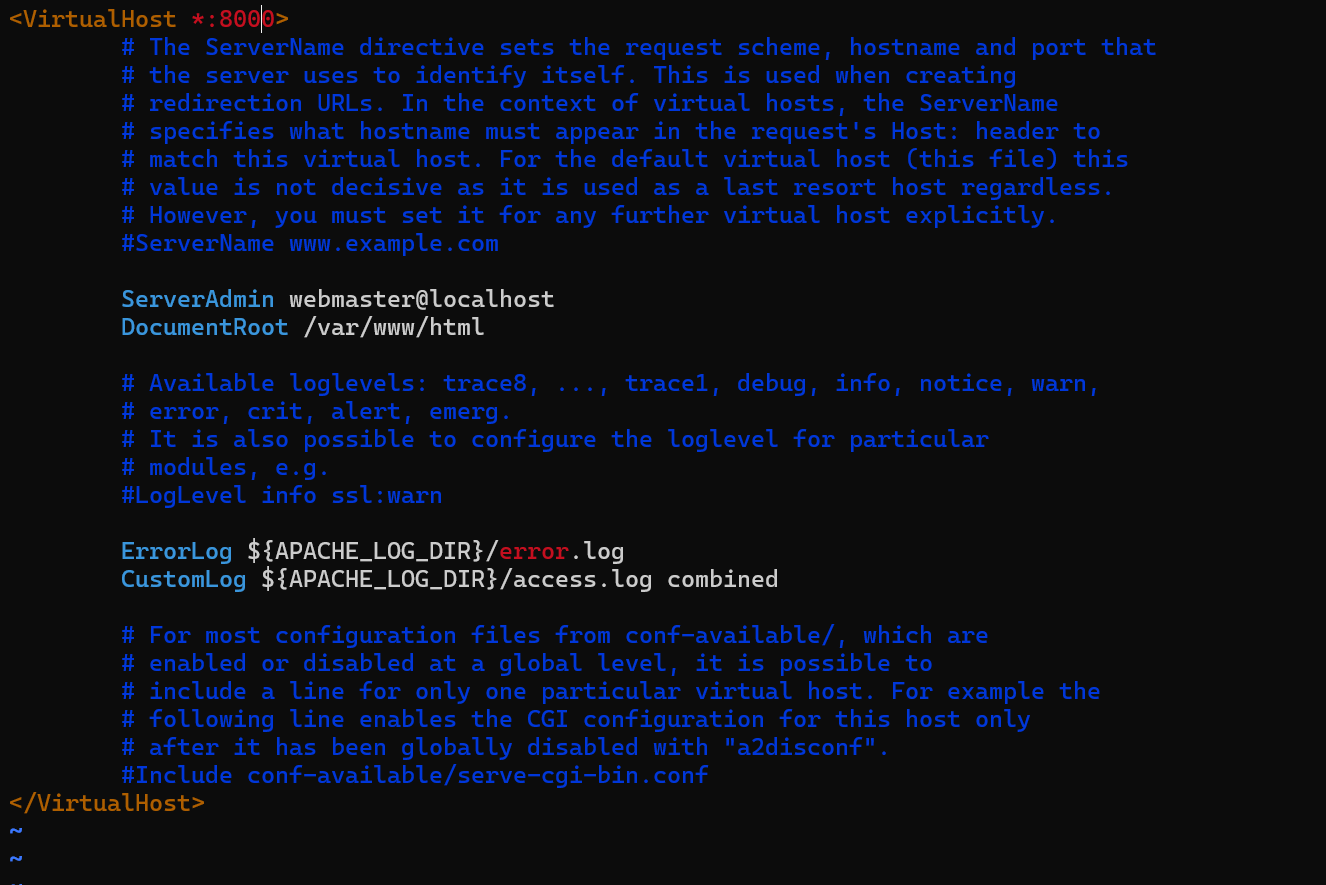 <VirtualHost *:8000>
# The ServerName directive sets the request scheme, hostname and port that
# the server uses to identify itself. This is used when creating
# redirection URLs. In the context of virtual hosts, the ServerName
# specifies what hostname must appear in the request's Host: header to
# match this virtual host. For the default virtual host (this file) this
# value is not decisive as it is used as a last resort host regardless.
# However, you must set it for any further virtual host explicitly.
#ServerName www.example.com
ServerAdmin webmaster@localhost
DocumentRoot /var/www/html
# Available loglevels: trace8, ..., trace1, debug, info, notice, warn,
# error, crit, alert, emerg.
# It is also possible to configure the loglevel for particular
# modules, e.g.
#LogLevel info ssl:warn
ErrorLog ${APACHE_LOG_DIR}/error.log
CustomLog ${APACHE_LOG_DIR}/access.log combined
# For most configuration files from conf-available/, which are
# enabled or disabled at a global level, it is possible to
# include a line for only one particular virtual host. For example the
# following line enables the CGI configuration for this host only
# after it has been globally disabled with "a2disconf".
#Include conf-available/serve-cgi-bin.conf
</VirtualHost>
~
~